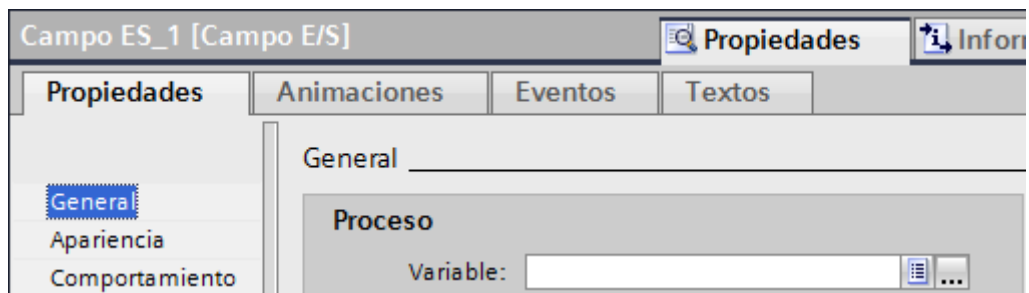 Campo ES_1 [Campo E/S]
Propiedades
Propiedades Animaciones Eventos Textos
General
General
Apariencia
Comportamiento
Proceso
Variable:
...